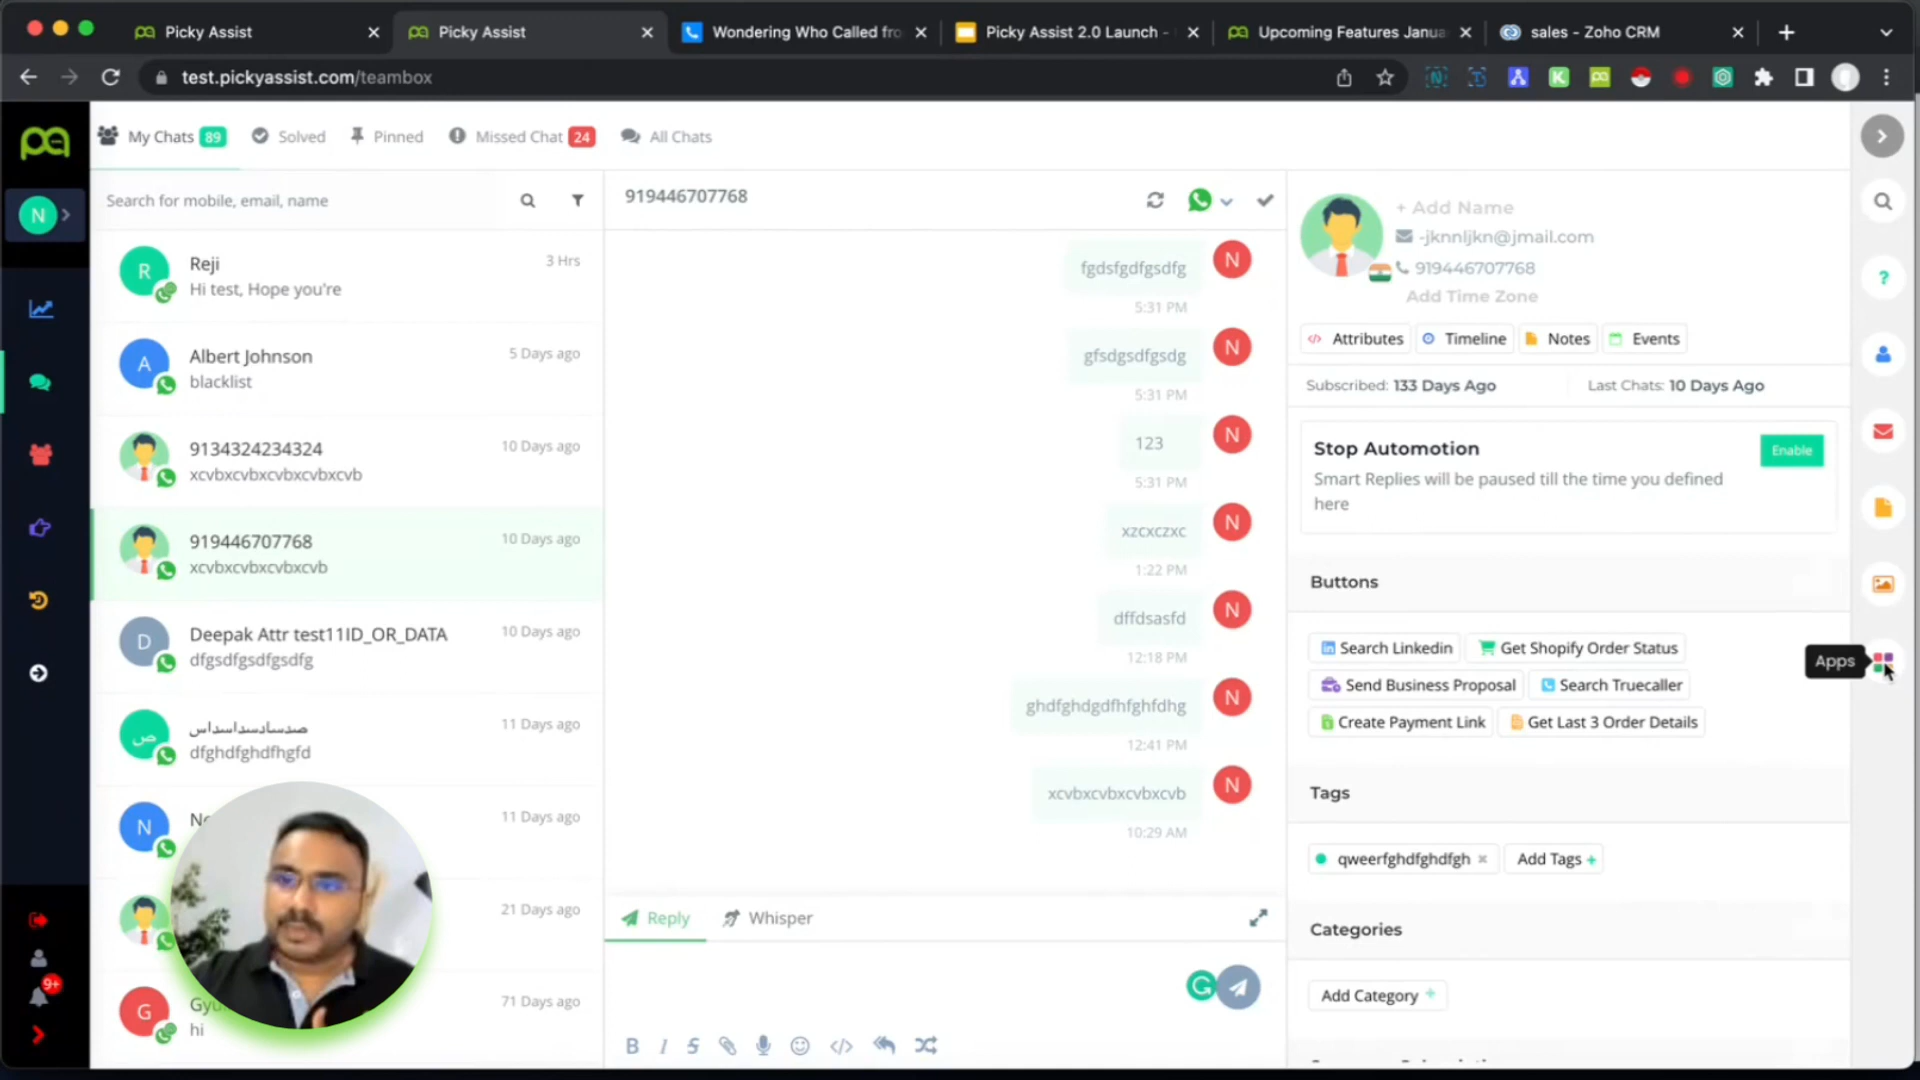 Picky Assist
Picky Assist
Wondering Who Called fro
Picky Assist 2.0 Launch -
Upcoming Features Janua
sales - Zoho CRM
test.pickyassist.com/teambox
My Chats 89
Solved
Pinned
Missed Chat 24
All Chats
N
Search for mobile, email, name
R
Reji
3 Hrs
Hi test, Hope you're
A
Albert Johnson
5 Days ago
blacklist
9134324234324
10 Days ago
xcvbxcvbxcvbxcvbxcvb
919446707768
10 Days ago
xcvbxcvbxcvbxcvb
D
Deepak Attr test11ID_OR_DATA
10 Days ago
dfgsdfgsdfgsdfg
ص
صدسادسداسداس
11 Days ago
dfghdfghdfhgfd
N
11 Days ago
21 Days ago
G
Gyu
71 Days ago
hi
9+
919446707768
fgdsfgdfgsdfg
N
5:31 PM
gfsdgsdfgsdg
N
5:31 PM
123
N
5:31 PM
xzcxczxc
N
1:22 PM
dffdsasfd
N
12:18 PM
ghdfghdgdfhfghfdhg
N
12:41 PM
xcvbxcvbxcvbxcvb
N
10:29 AM
Reply
Whisper
B I S
+ Add Name
-jknnljkn@jmail.com
919446707768
Add Time Zone
Attributes
Timeline
Notes
Events
Subscribed: 133 Days Ago
Last Chats: 10 Days Ago
Stop Automotion
Enable
Smart Replies will be paused till the time you defined
here
Buttons
Search Linkedin
Get Shopify Order Status
Send Business Proposal
Search Truecaller
Create Payment Link
Get Last 3 Order Details
Tags
qweerfghdfghdfgh
Add Tags +
Categories
Add Category +
Apps
?